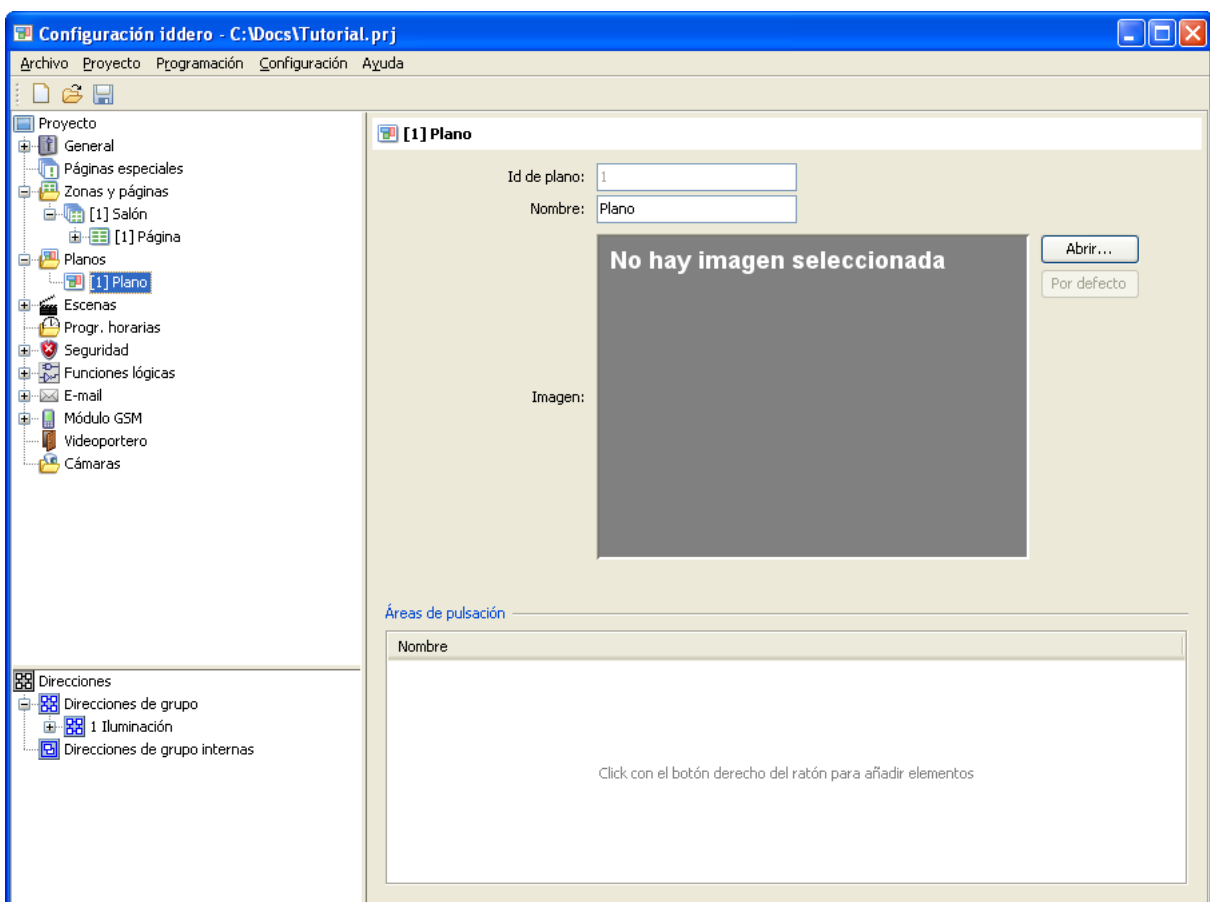 Configuración iddero - C:\Docs\Tutorial.prj
Archivo Proyecto Programación Configuración Ayuda
Proyecto
General
Páginas especiales
Zonas y páginas
[1] Salón
[1] Página
Planos
[1] Plano
Escenas
Progr. horarias
Seguridad
Funciones lógicas
E-mail
Módulo GSM
Videoportero
Cámaras
Direcciones
Direcciones de grupo
1 Iluminación
Direcciones de grupo internas
[1] Plano
Id de plano: 1
Nombre: Plano
Imagen:
No hay imagen seleccionada
Abrir...
Por defecto
Áreas de pulsación
Nombre
Click con el botón derecho del ratón para añadir elementos